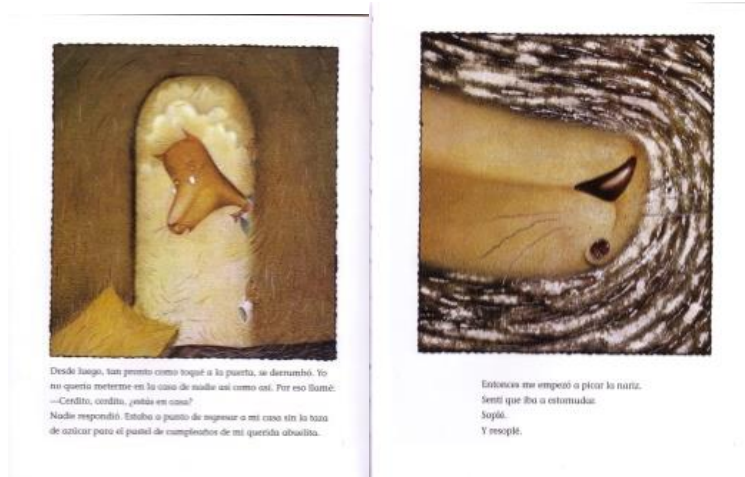 Desde luego, tan pronto como toqué a la puerta, se derrumbó. Yo
no quería meterme en la casa de nadie así como así. Por eso llamé:
—Cerdito, cerdito, ¿estás en casa?
Nadie respondió. Estaba a punto de regresar a mi casa sin la taza
de azúcar para el pastel de cumpleaños de mi querida abuelita.
Entonces me empezó a picar la nariz.
Sentí que iba a estornudar.
Soplé.
Y resoplé.